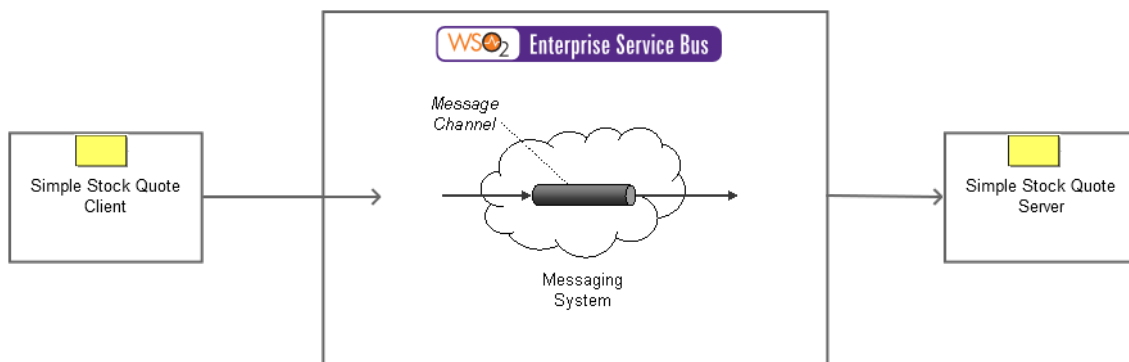 WSO2 Enterprise Service Bus
Message
Channel
Simple Stock Quote
Client
Simple Stock Quote
Server
Messaging
System